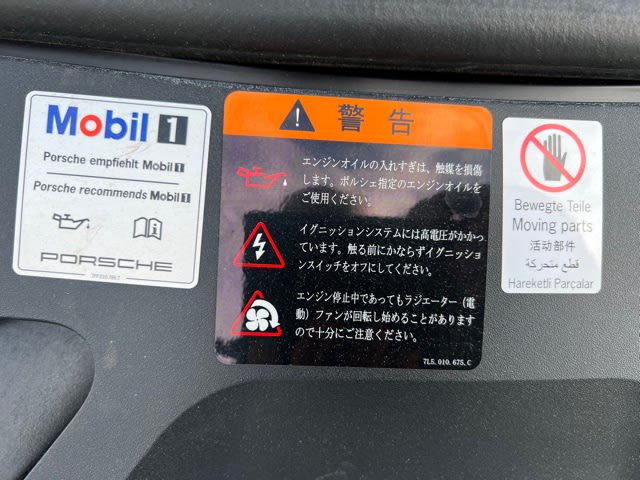 Mobil 1
Porsche empfiehlt Mobil 1
Porsche recommends Mobil 1
PORSCHE
警告
エンジンオイルの入れすぎは、触媒を損傷
します。ポルシェ指定のエンジンオイルを
ご使用ください。
イグニッションシステムには高電圧がかかっ
ています。触る前にかならずイグニッショ
ンスイッチをオフにしてください。
エンジン停止中であってもラジエーター（電
動）ファンが回転し始めることがあります
ので十分にご注意ください。
7L5. 010. 675. C
Bewegte Teile
Moving parts
活动部件
قطع متحركة
Hareketli Parçalar